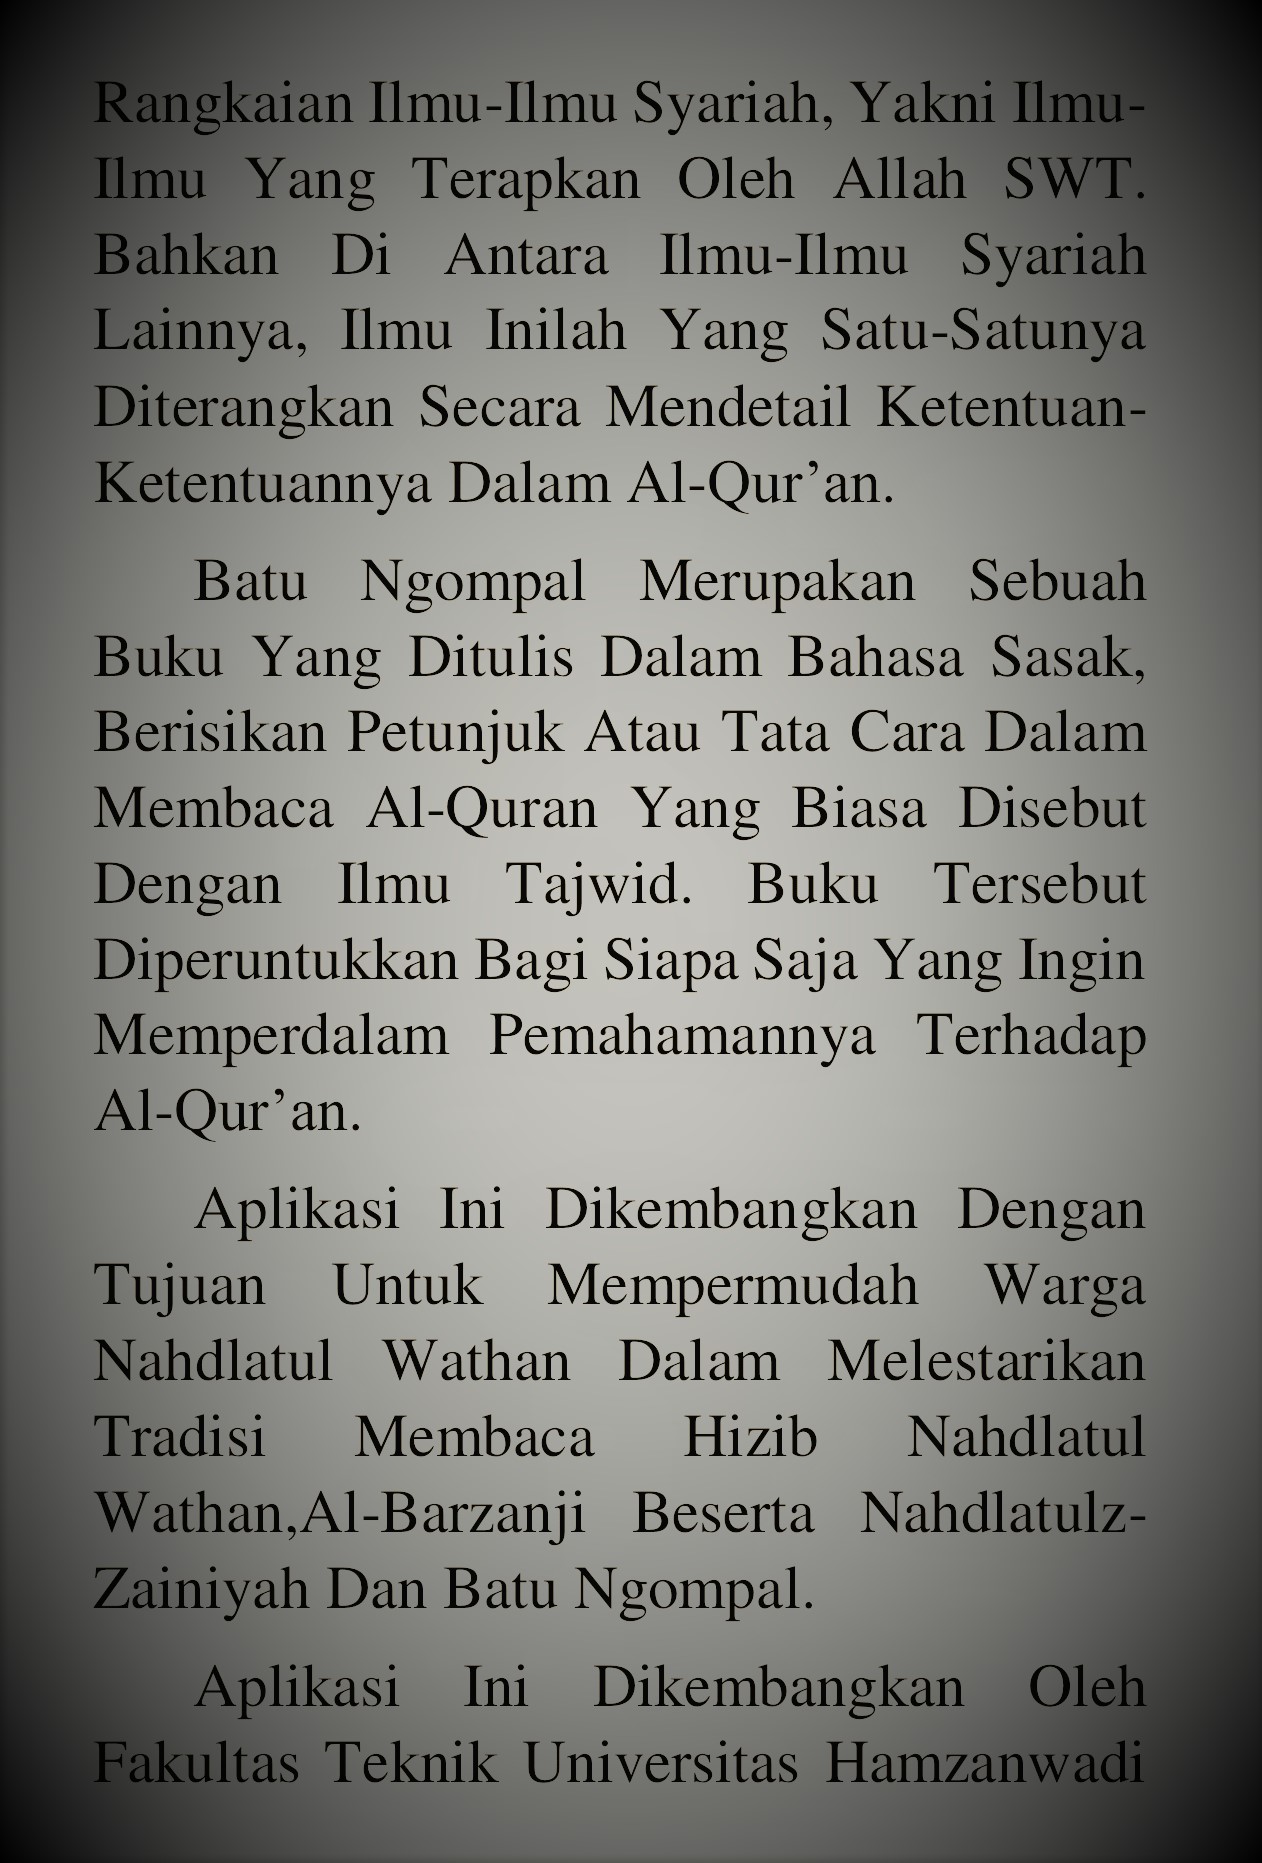 Rangkaian Ilmu-Ilmu Syariah, Yakni Ilmu-
Ilmu Yang Terapkan Oleh Allah SWT.
Bahkan Di Antara Ilmu-Ilmu Syariah
Lainnya, Ilmu Inilah Yang Satu-Satunya
Diterangkan Secara Mendetail Ketentuan-
Ketentuannya Dalam Al-Qur’an.
Batu Ngompal Merupakan Sebuah
Buku Yang Ditulis Dalam Bahasa Sasak,
Berisikan Petunjuk Atau Tata Cara Dalam
Membaca Al-Quran Yang Biasa Disebut
Dengan Ilmu Tajwid. Buku Tersebut
Diperuntukkan Bagi Siapa Saja Yang Ingin
Memperdalam Pemahamannya Terhadap
Al-Qur’an.
Aplikasi Ini Dikembangkan Dengan
Tujuan Untuk Mempermudah Warga
Nahdlatul Wathan Dalam Melestarikan
Tradisi Membaca Hizib Nahdlatul
Wathan,Al-Barzanji Beserta Nahdlatulz-
Zainiyah Dan Batu Ngompal.
Aplikasi Ini Dikembangkan Oleh
Fakultas Teknik Universitas Hamzanwadi